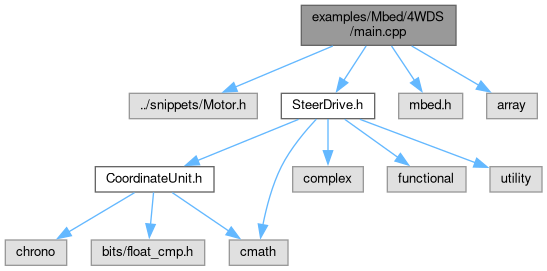 examples/Mbed/4WDS
/main.cpp
../snippets/Motor.h
SteerDrive.h
mbed.h
array
CoordinateUnit.h
complex
functional
utility
chrono
bits/float_cmp.h
cmath